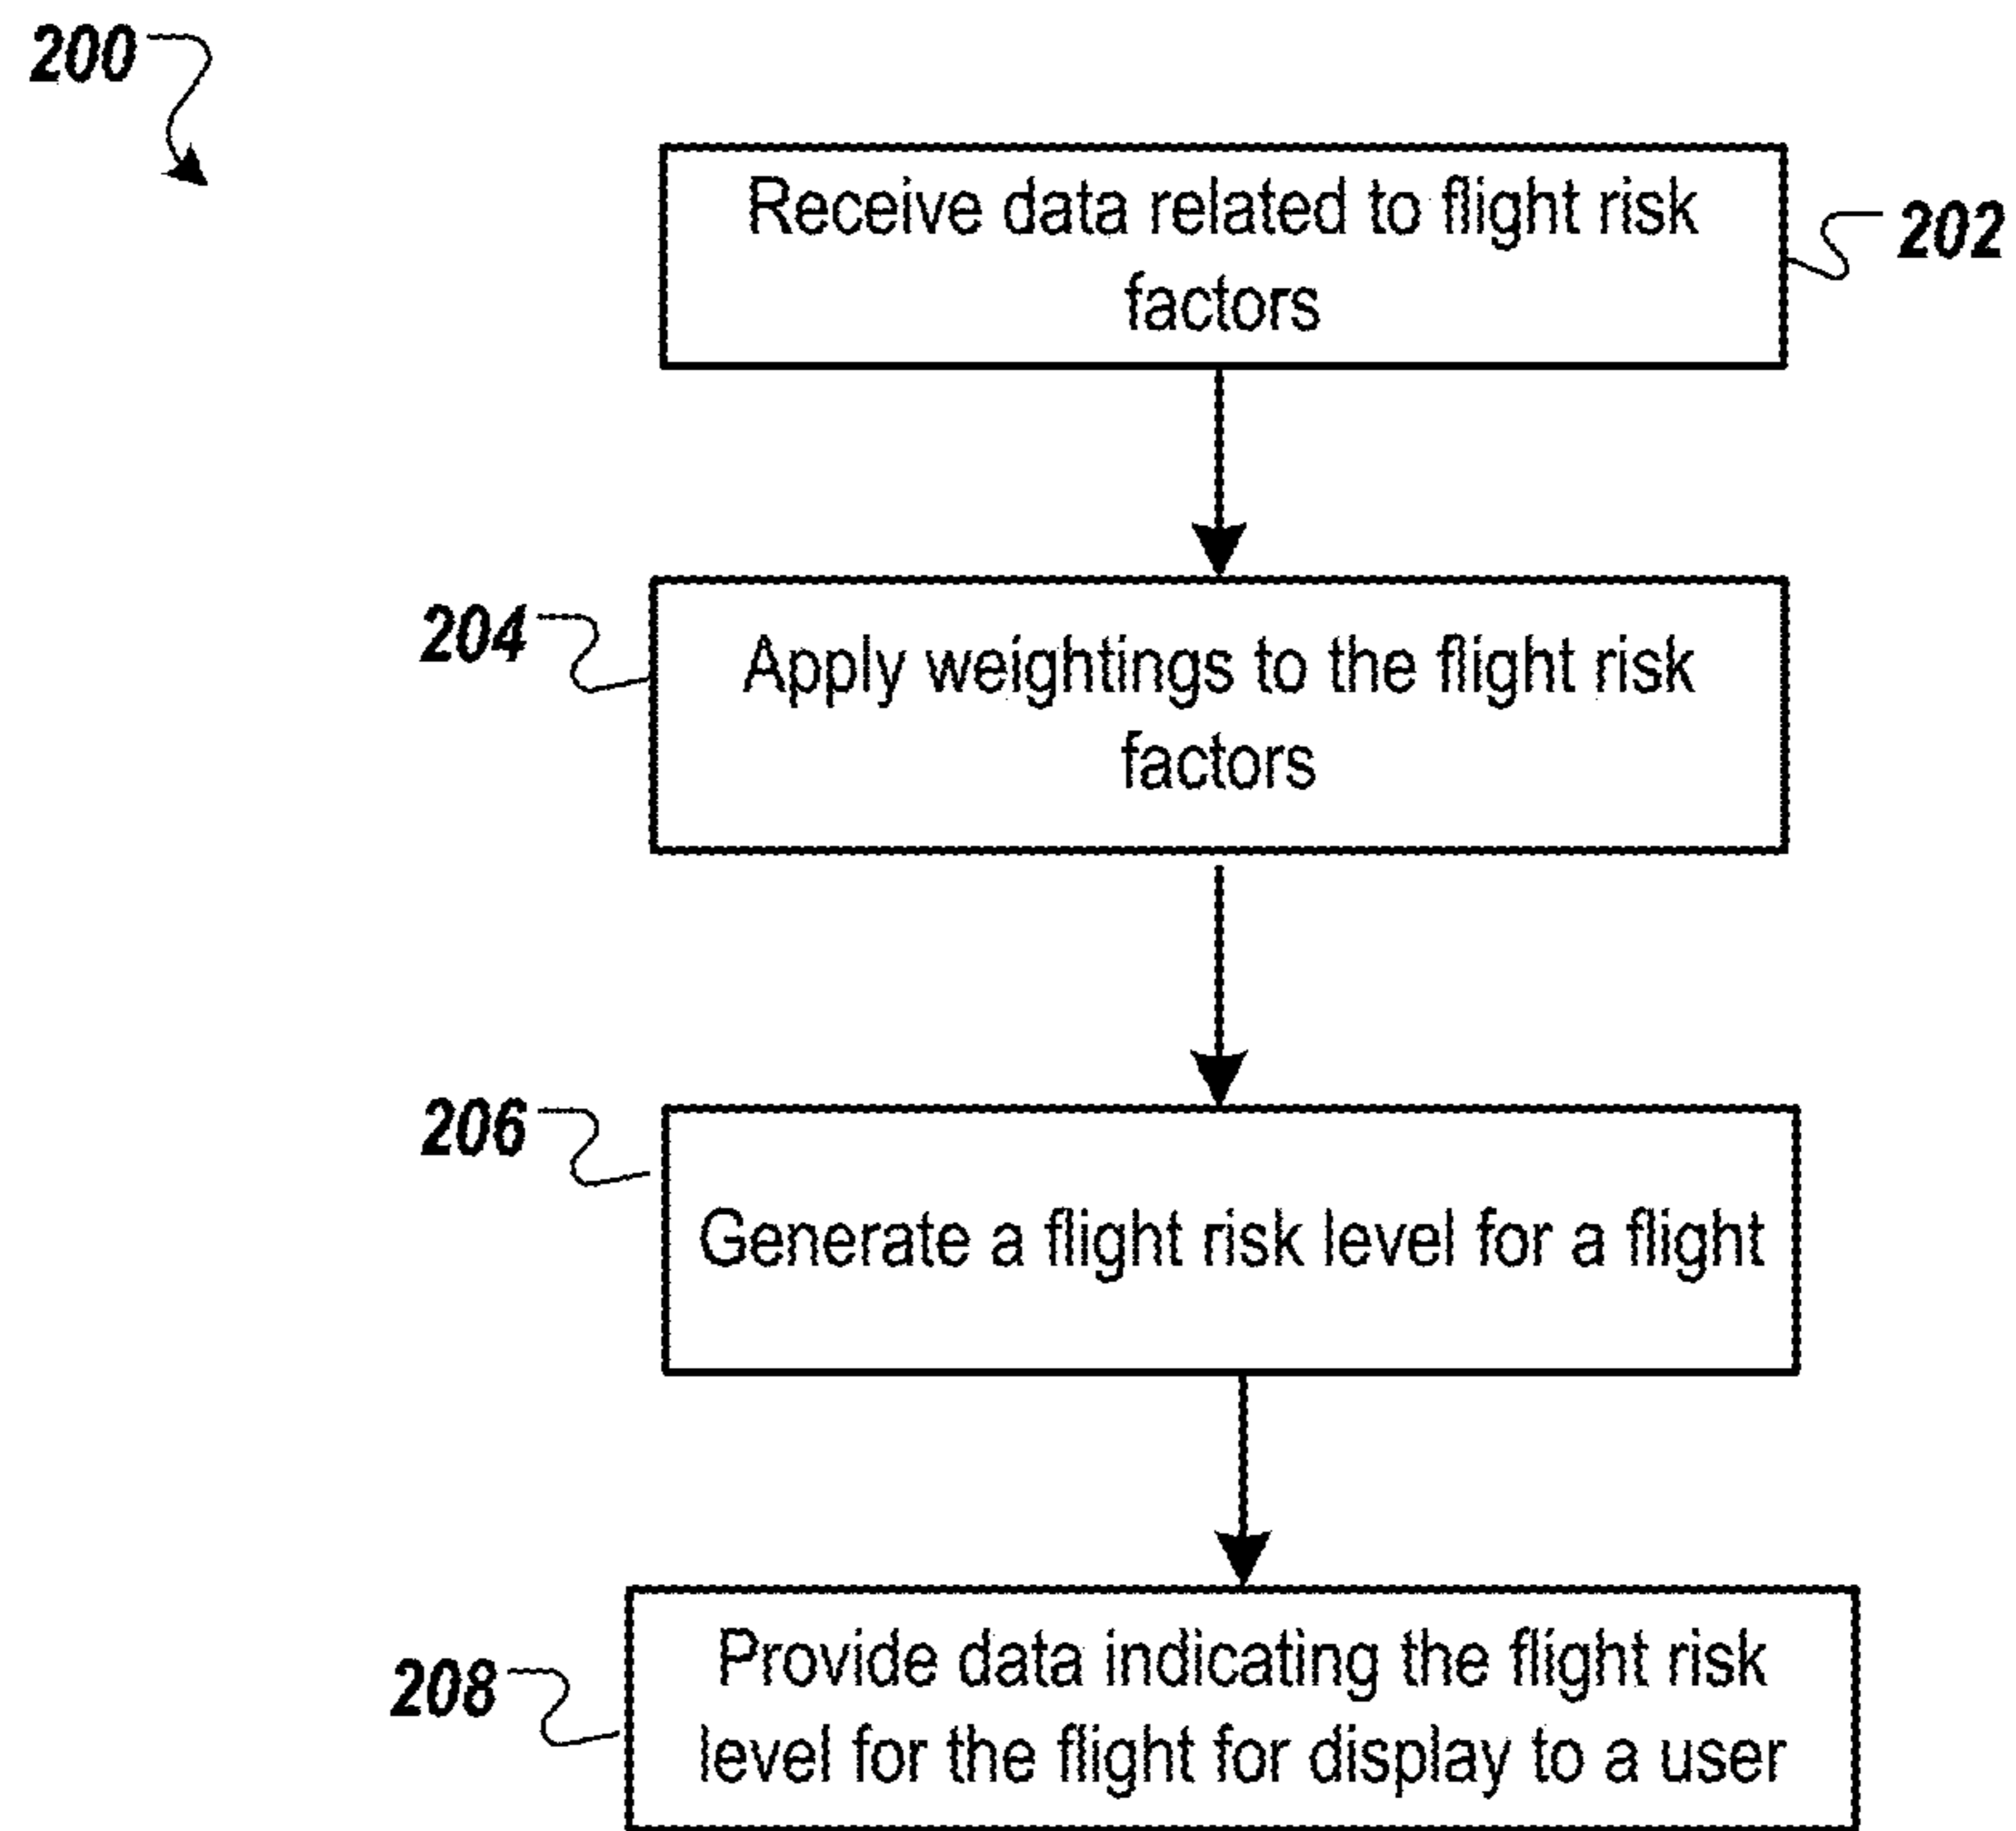 200
Receive data related to flight risk
factors
202
204
Apply weightings to the flight risk
factors
206
Generate a flight risk level for a flight
208
Provide data indicating the flight risk
level for the flight for display to a user